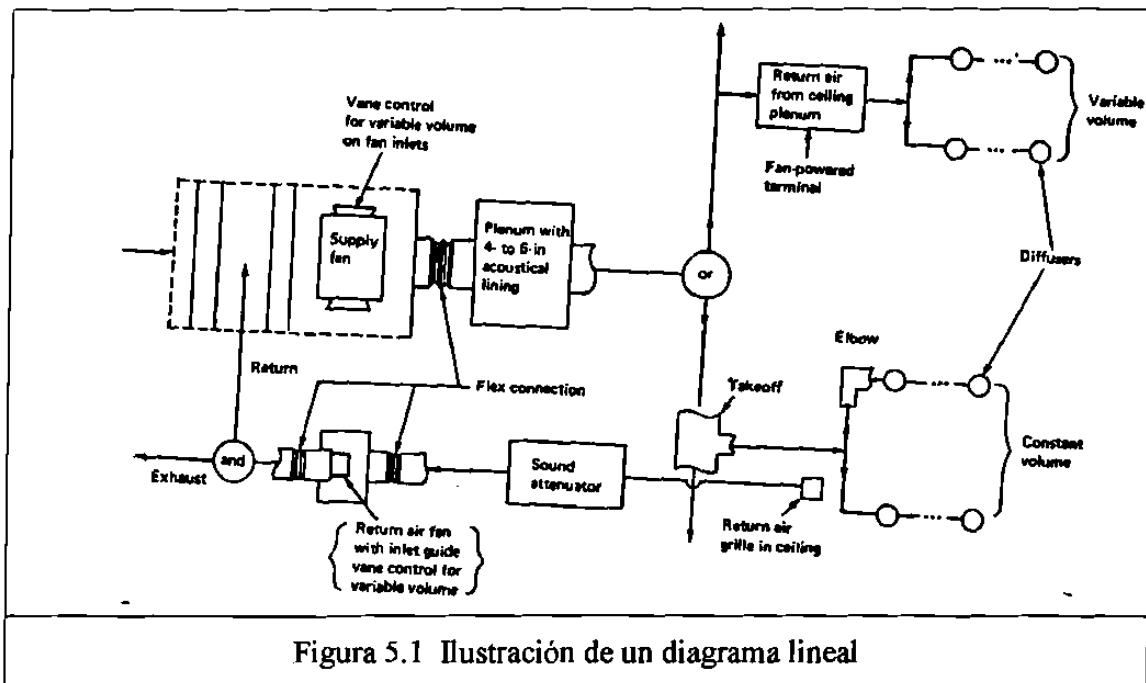 Vane control
for variable volume
on fan inlets
Supply
fan
Plenum with
4- to 6-in
acoustical
lining
or
Return air
from ceiling
plenum
Fan-powered
terminal
Variable
volume
Diffusers
Return
Flex connection
Takeoff
Elbow
Constant
volume
and
Exhaust
Sound
attenuator
Return air fan
with inlet guide
vane control for
variable volume
Return air
grille in ceiling
Figura 5.1 Ilustración de un diagrama lineal